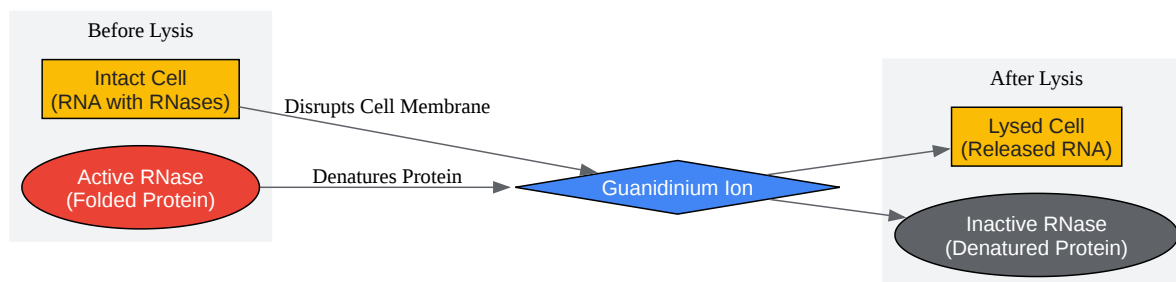 Before Lysis
Intact Cell
(RNA with RNases)
Active RNase
(Folded Protein)
Disrupts Cell Membrane
Denatures Protein
Guanidinium Ion
After Lysis
Lysed Cell
(Released RNA)
Inactive RNase
(Denatured Protein)